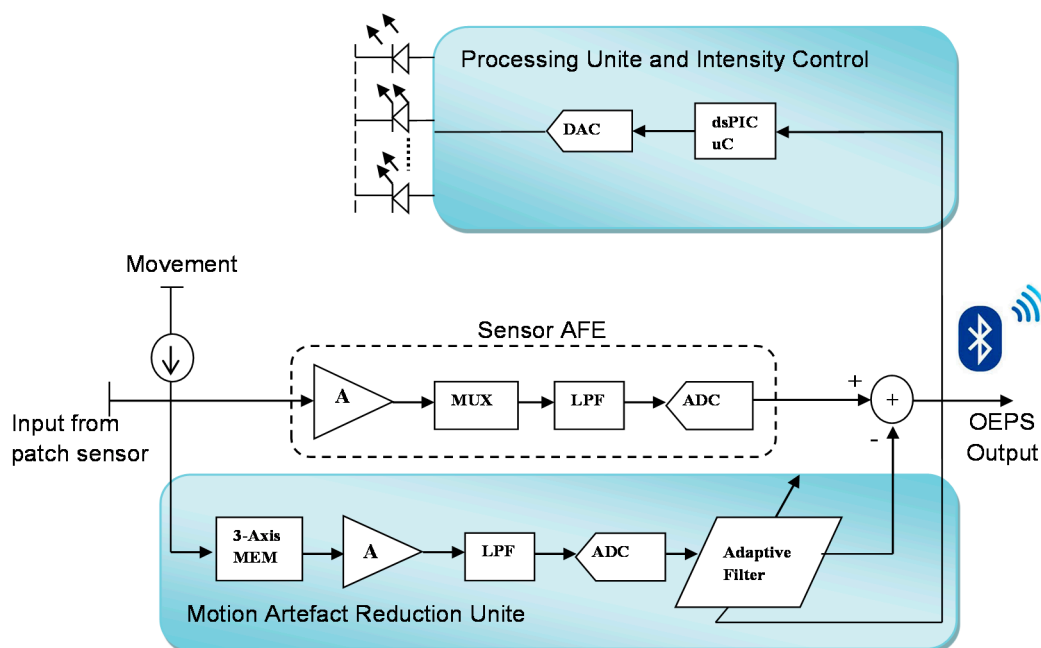 Processing Unite and Intensity Control
DAC
dsPIC
uC
Movement
Sensor AFE
A
MUX
LPF
ADC
+
+
-
Input from
patch sensor
OEPS
Output
3-Axis
MEM
A
LPF
ADC
Adaptive
Filter
Motion Artefact Reduction Unite